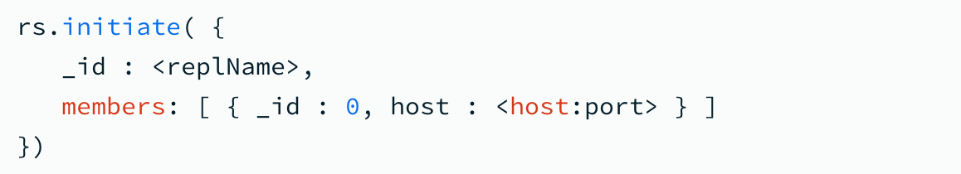 rs.initiate( {
   _id : <replName>,
   members: [ { _id : 0, host : <host:port> } ]
})